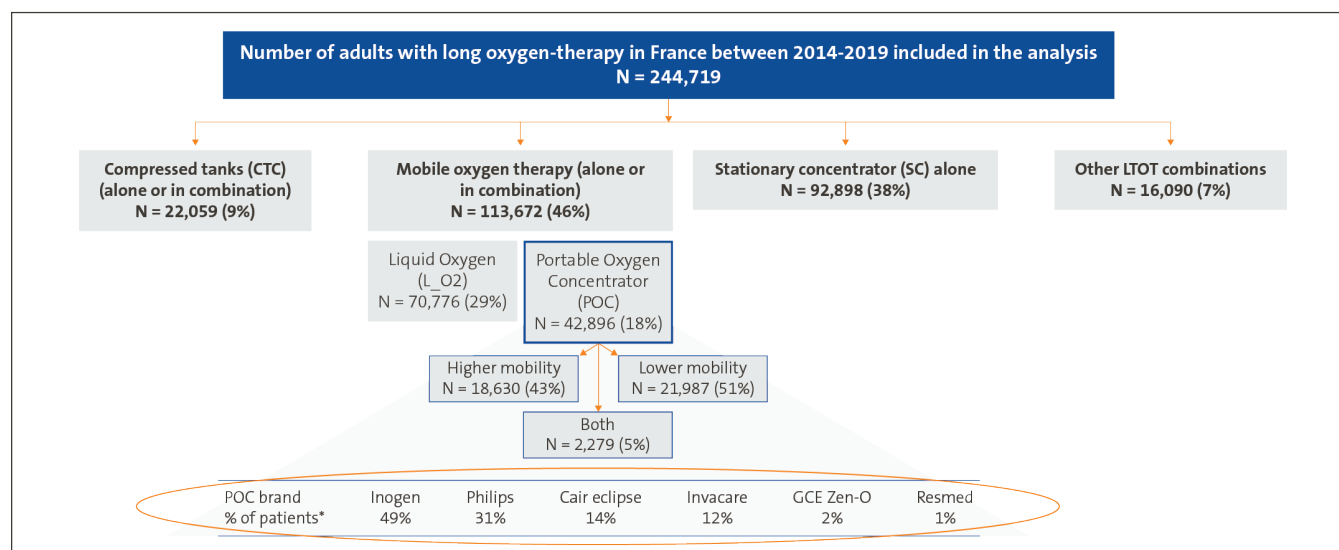 Number of adults with long oxygen-therapy in France between 2014-2019 included in the analysis
N = 244,719
Compressed tanks (CTC)
(alone or in combination)
N = 22,059 (9%)
Mobile oxygen therapy (alone or
in combination)
N = 113,672 (46%)
Stationary concentrator (SC) alone
N = 92,898 (38%)
Other LTOT combinations
N = 16,090 (7%)
Liquid Oxygen
(L_O2)
N = 70,776 (29%)
Portable Oxygen
Concentrator
(POC)
N = 42,896 (18%)
Higher mobility
N = 18,630 (43%)
Lower mobility
N = 21,987 (51%)
Both
N = 2,279 (5%)
POC brand Inogen Philips Cair eclipse Invacare GCE Zen-O Resmed
% of patients* 49% 31% 14% 12% 2% 1%